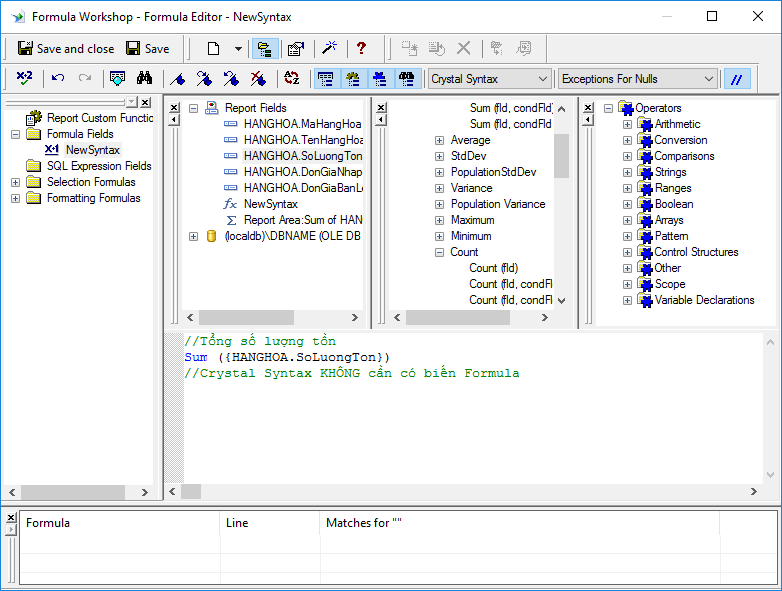 Formula Workshop - Formula Editor - NewSyntax
Save and close
Save
Crystal Syntax
Exceptions For Nulls
Report Custom Functio
Formula Fields
NewSyntax
SQL Expression Fields
Selection Formulas
Formatting Formulas
Report Fields
HANGHOA.MaHangHoa
HANGHOA.TenHangHoa
HANGHOA.SoLuongTon
HANGHOA.DonGiaNhap
HANGHOA.DonGiaBanLe
NewSyntax
Report Area:Sum of HAN
(localdb)\DBNAME (OLE DB
Sum (fld, condFld
Sum (fld, condFld
Average
StdDev
PopulationStdDev
Variance
Population Variance
Maximum
Minimum
Count
Count (fld)
Count (fld, condFl
Count (fld, condFl
Operators
Arithmetic
Conversion
Comparisons
Strings
Ranges
Boolean
Arrays
Pattern
Control Structures
Other
Scope
Variable Declarations
//Tổng số lượng tồn
Sum ({HANGHOA.SoLuongTon})
//Crystal Syntax KHÔNG cần có biến Formula
Formula
Line
Matches for ""